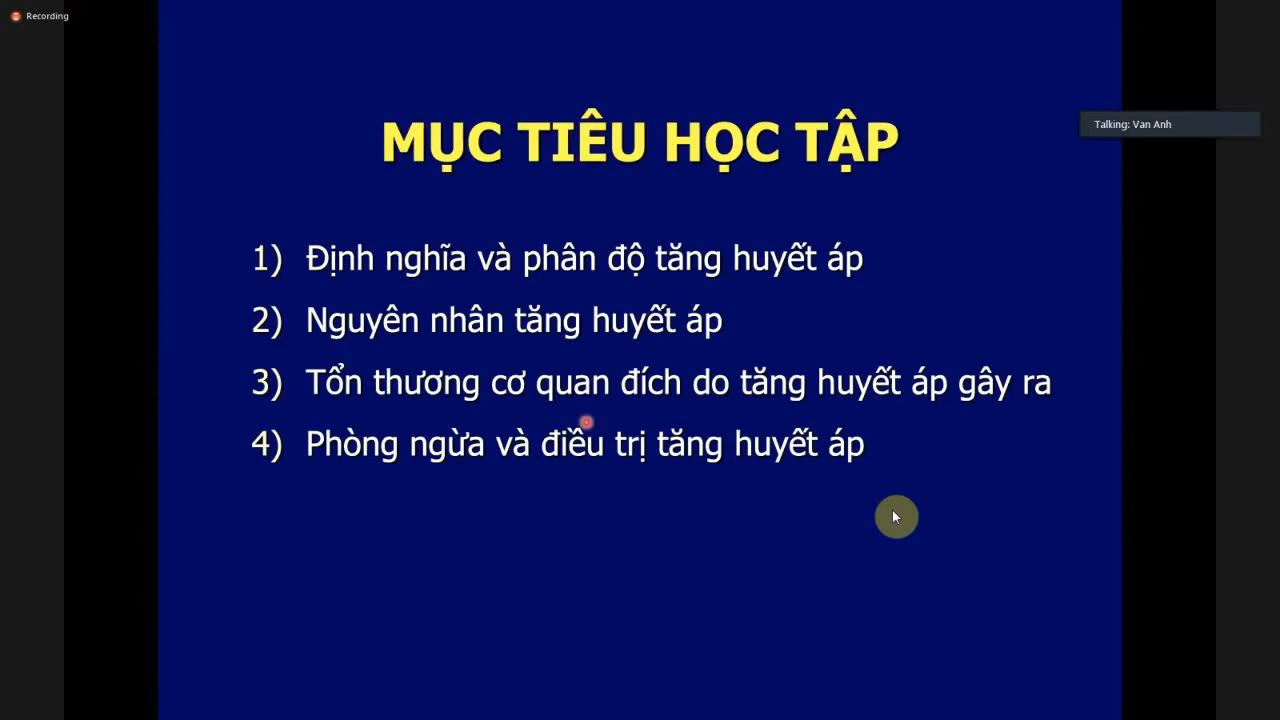 Recording
Talking: Van Anh
MỤC TIÊU HỌC TẬP
1) Định nghĩa và phân độ tăng huyết áp
2) Nguyên nhân tăng huyết áp
3) Tổn thương cơ quan đích do tăng huyết áp gây ra
4) Phòng ngừa và điều trị tăng huyết áp